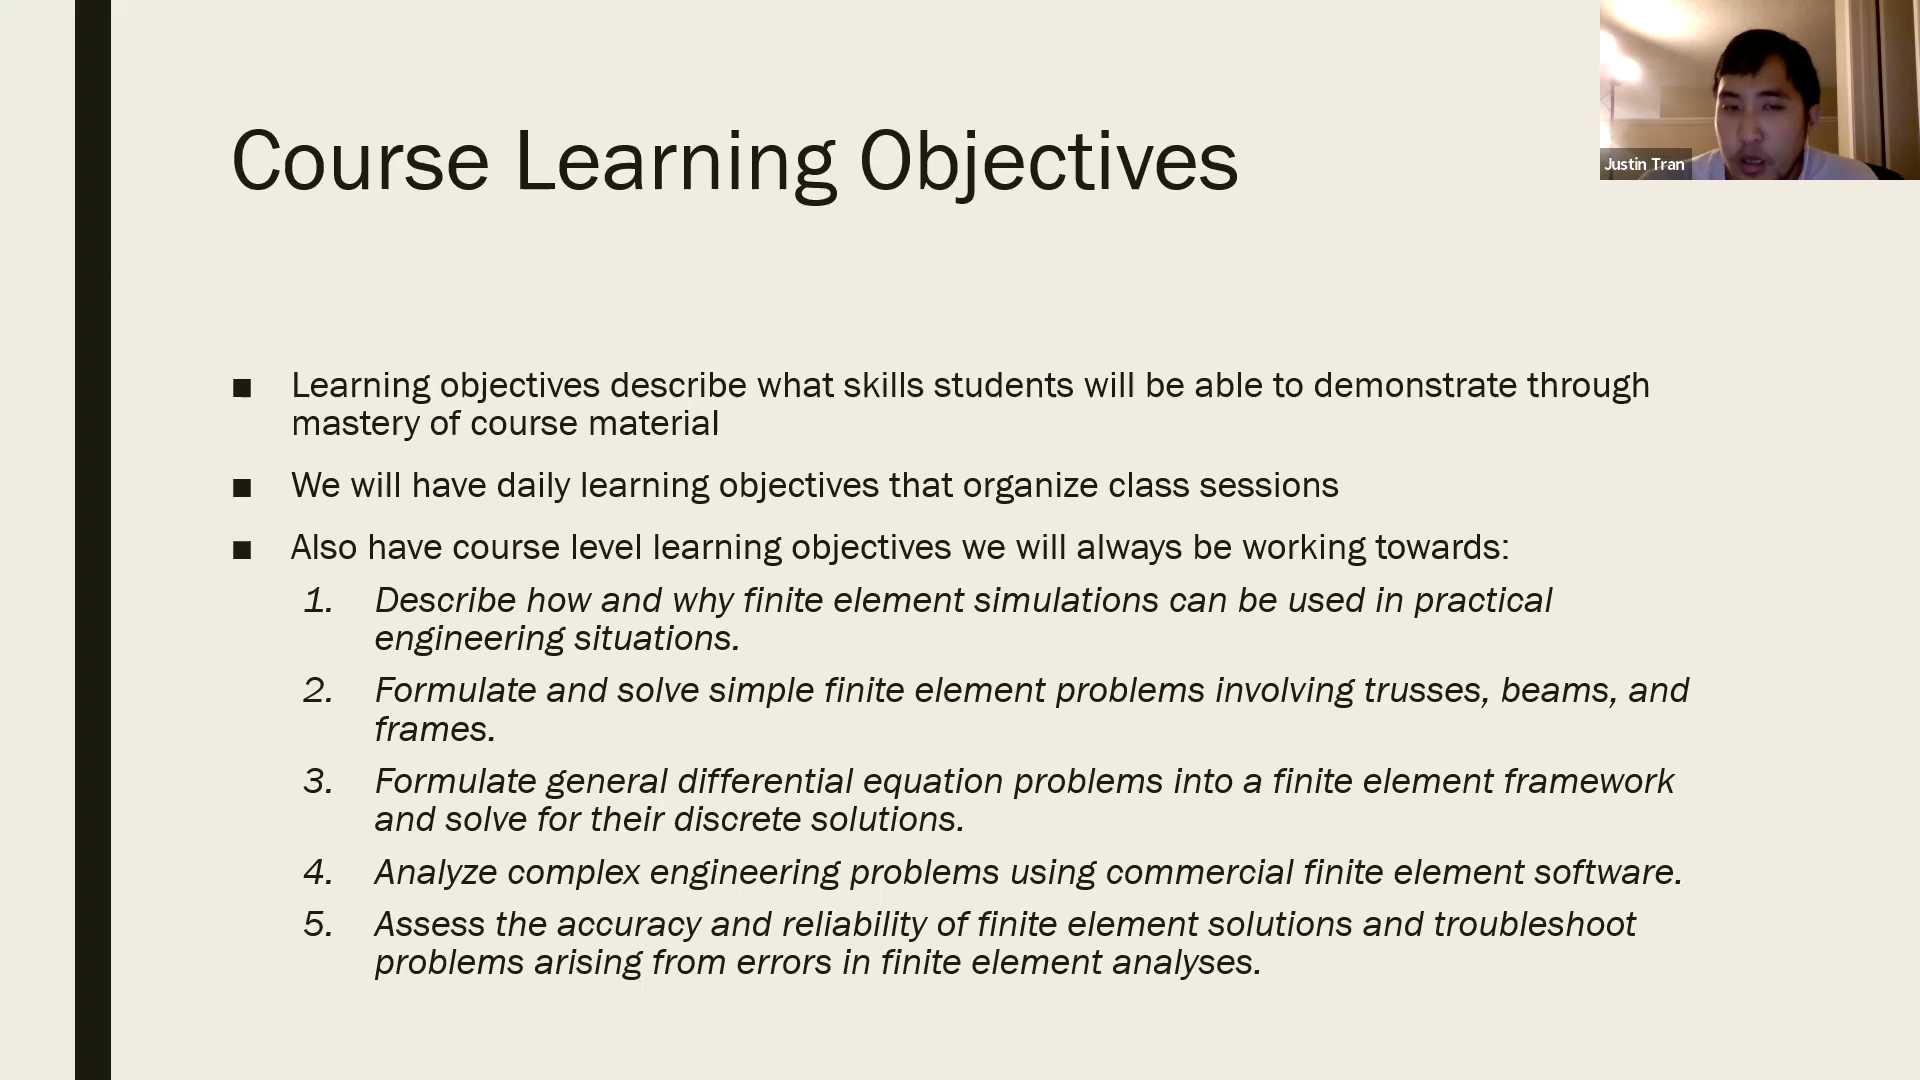 Course Learning Objectives
Justin Tran
■ Learning objectives describe what skills students will be able to demonstrate through
mastery of course material
■ We will have daily learning objectives that organize class sessions
■ Also have course level learning objectives we will always be working towards:
1. Describe how and why finite element simulations can be used in practical
engineering situations.
2. Formulate and solve simple finite element problems involving trusses, beams, and
frames.
3. Formulate general differential equation problems into a finite element framework
and solve for their discrete solutions.
4. Analyze complex engineering problems using commercial finite element software.
5. Assess the accuracy and reliability of finite element solutions and troubleshoot
problems arising from errors in finite element analyses.